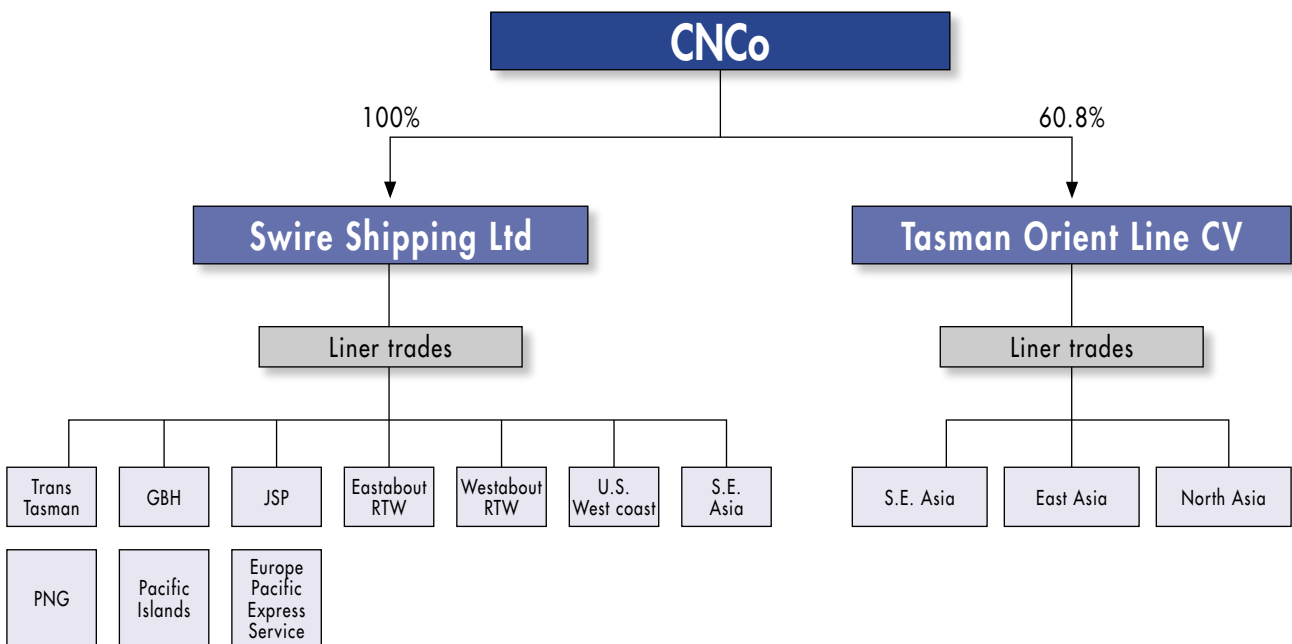 CNCo
100%
60.8%
Swire Shipping Ltd
Tasman Orient Line CV
Liner trades
Liner trades
Trans
Tasman
GBH
JSP
Eastabout
RTW
Westabout
RTW
U.S.
West coast
S.E.
Asia
S.E. Asia
East Asia
North Asia
PNG
Pacific
Islands
Europe
Pacific
Express
Service